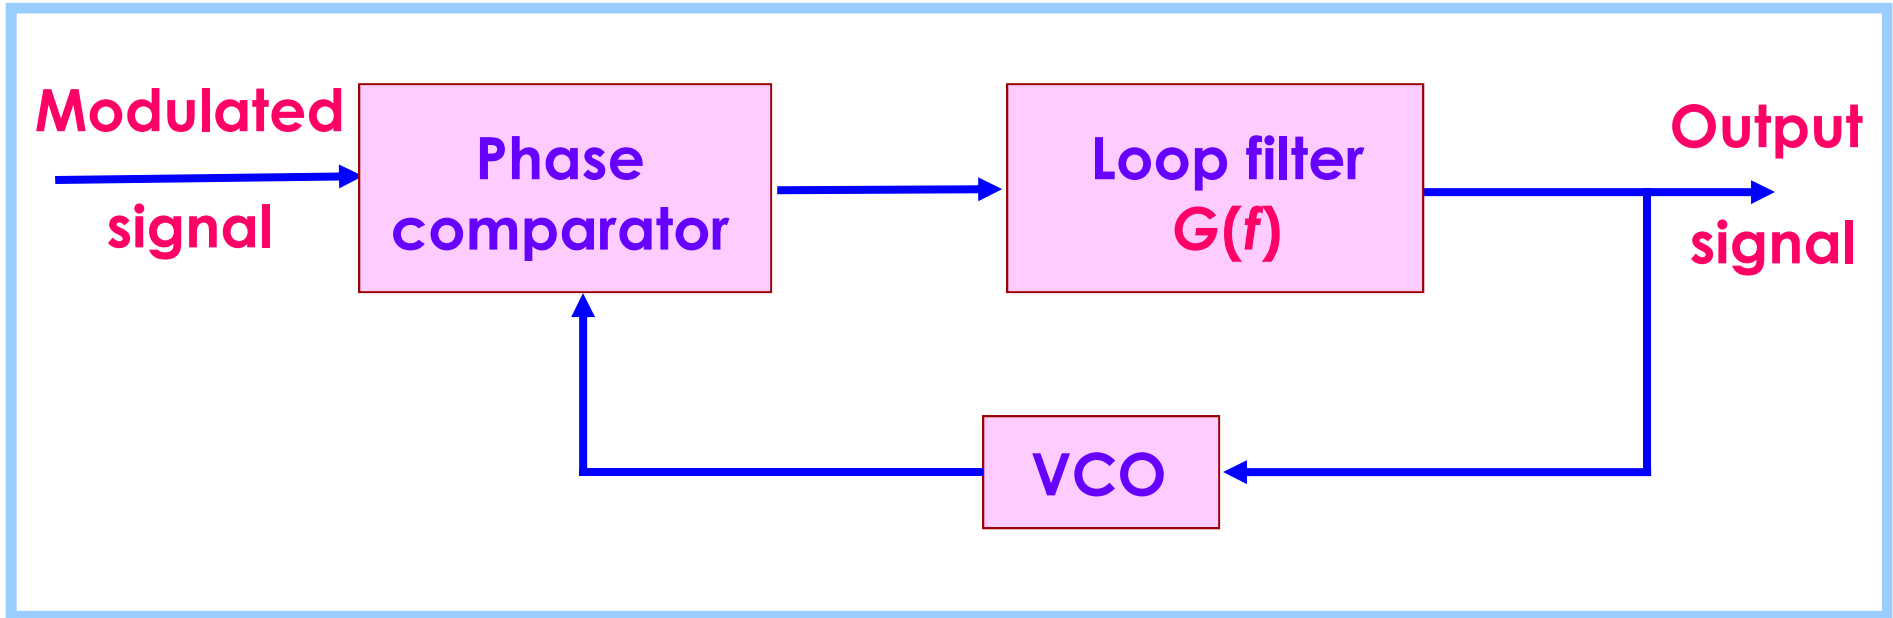 Modulated
signal
Phase
comparator
Loop filter
G(f)
Output
signal
VCO